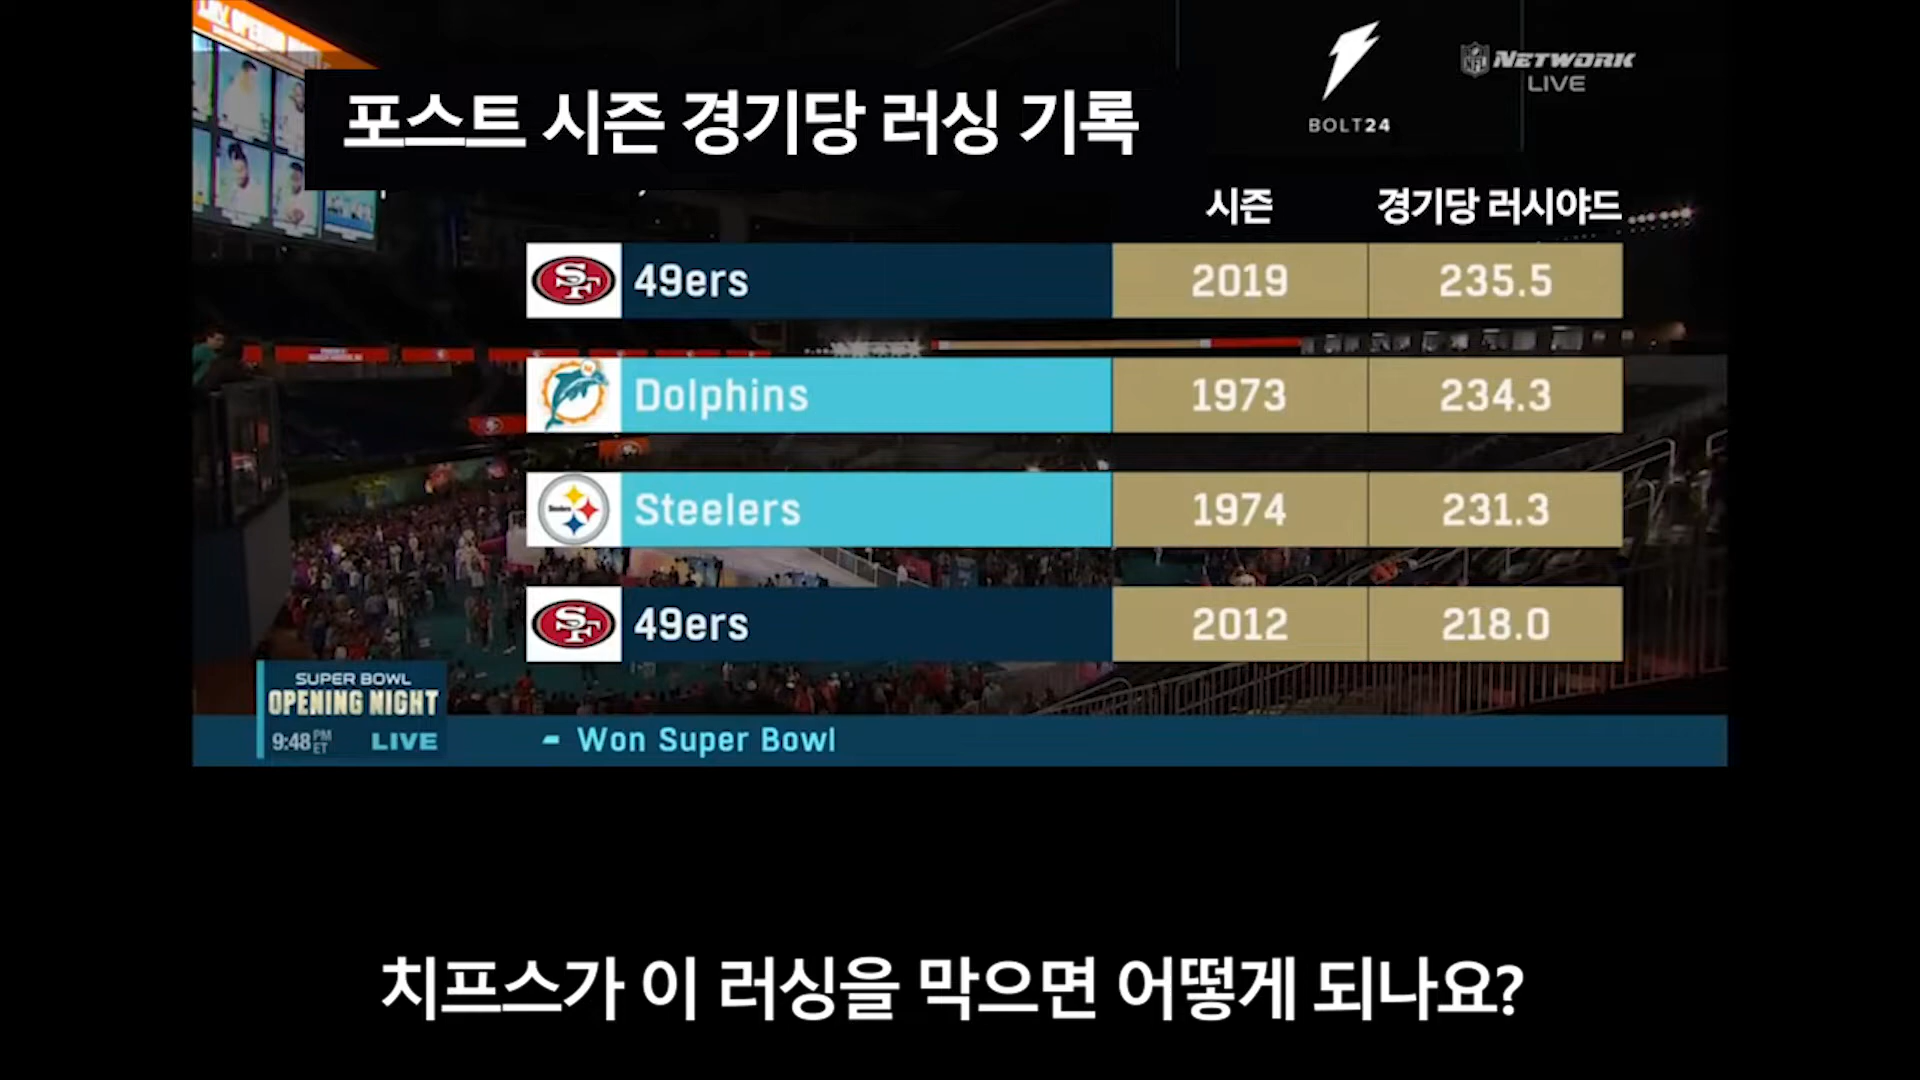 포스트 시즌 경기당 러싱 기록
BOLT24
NFL NETWORK
LIVE
시즌 경기당 러시야드
49ers 2019 235.5
Dolphins 1973 234.3
Steelers 1974 231.3
49ers 2012 218.0
SUPER BOWL
OPENING NIGHT
9:48 PM ET LIVE
- Won Super Bowl
치프스가 이 러싱을 막으면 어떻게 되나요?